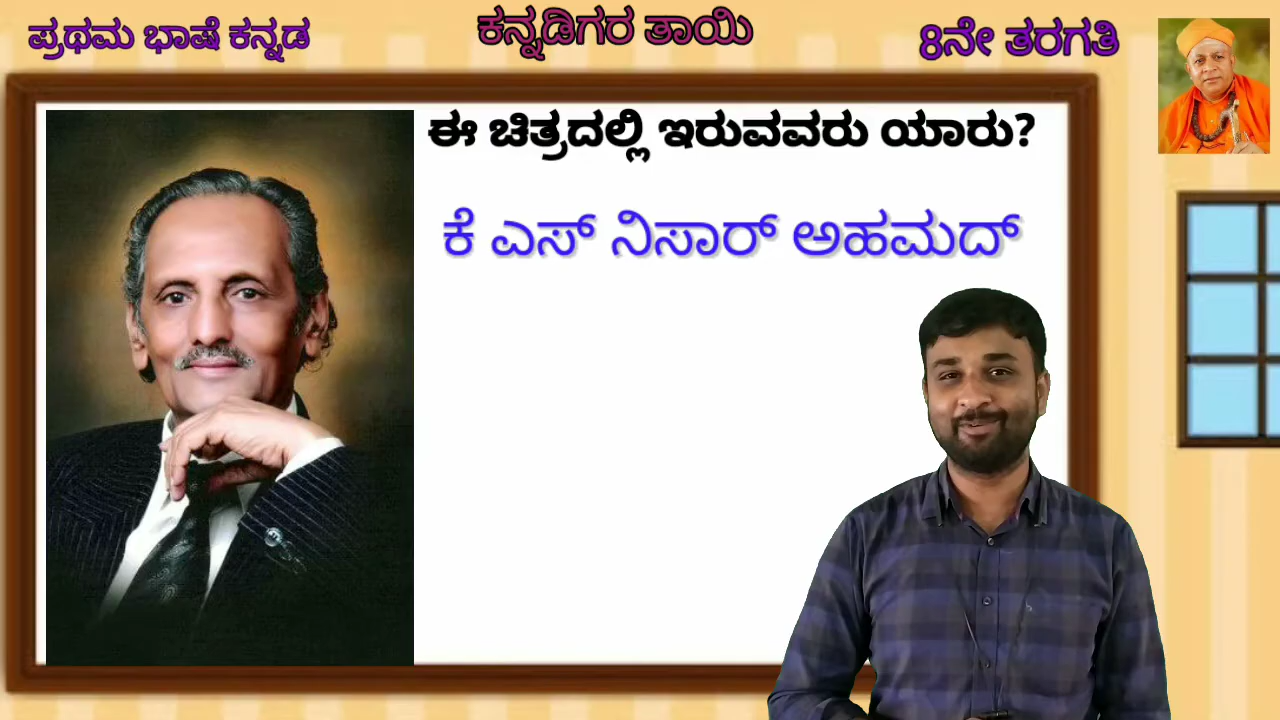 ಪ್ರಥಮ ಭಾಷೆ ಕನ್ನಡ
ಕನ್ನಡಿಗರ ತಾಯಿ
8ನೇ ತರಗತಿ
ಈ ಚಿತ್ರದಲ್ಲಿ ಇರುವವರು ಯಾರು?
ಕೆ ಎಸ್ ನಿಸಾರ್ ಅಹಮದ್